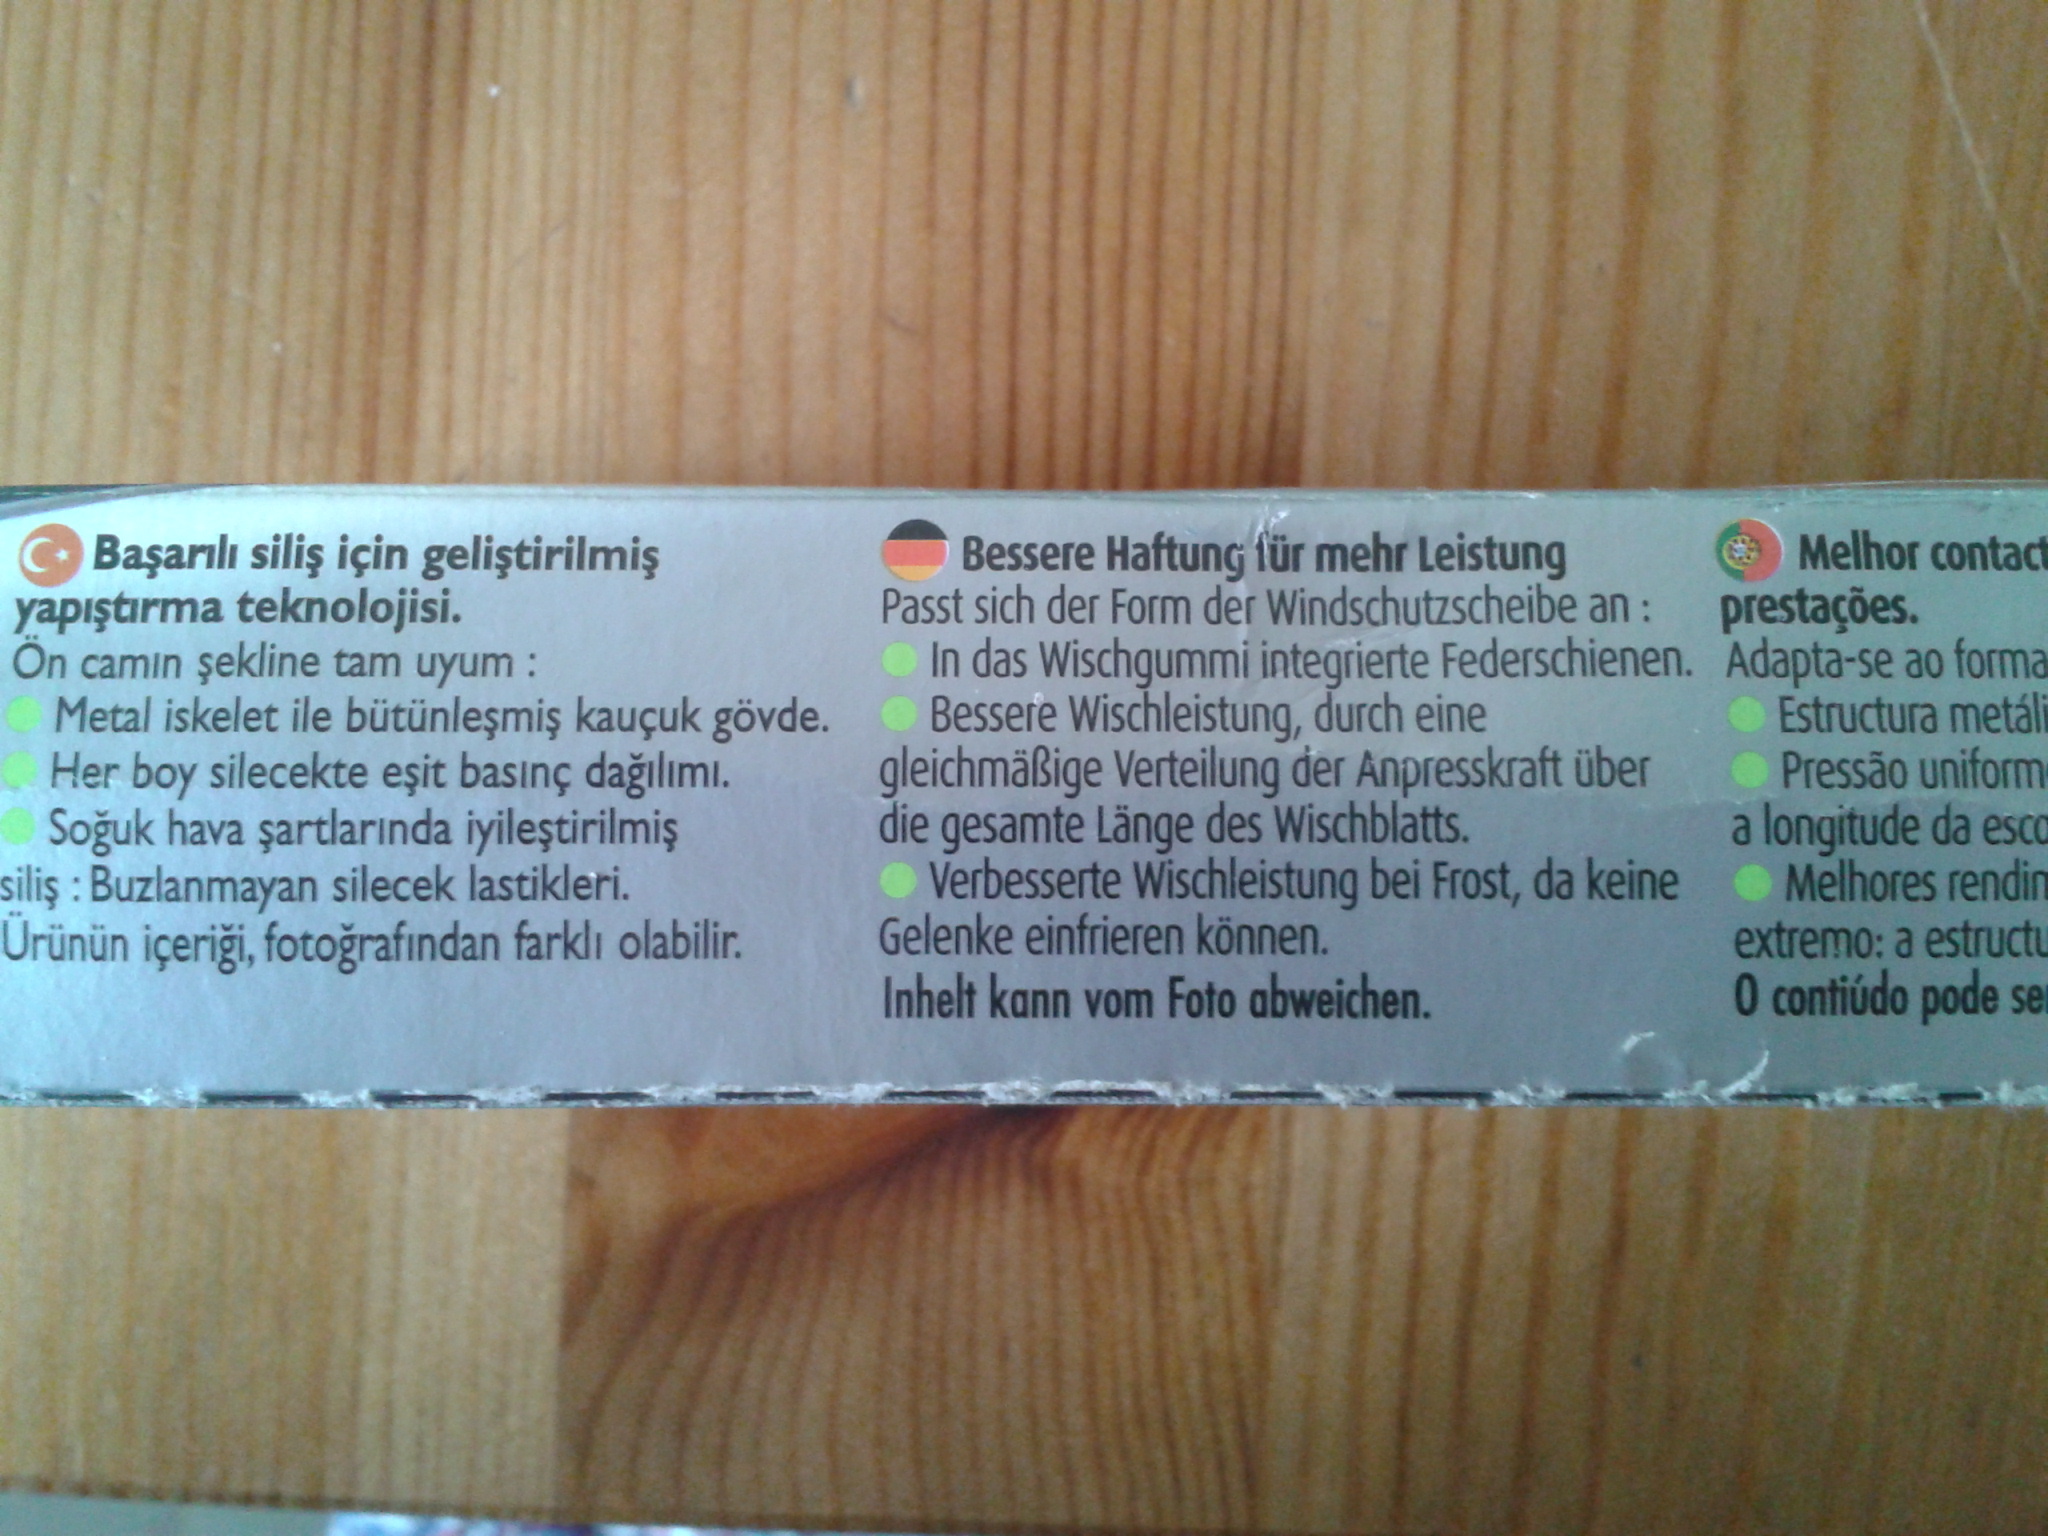 Başarılı siliş için geliştirilmiş
yapıştırma teknolojisi.
Ön camın şekline tam uyum :
Metal iskelet ile bütünleşmiş kauçuk gövde.
Her boy silecekte eşit basınç dağılımı.
Soğuk hava şartlarında iyileştirilmiş
siliş : Buzlanmayan silecek lastikleri.
Ürünün içeriği, fotoğrafından farklı olabilir.
Bessere Haftung für mehr Leistung
Passt sich der Form der Windschutzscheibe an :
In das Wischgummi integrierte Federschienen.
Bessere Wischleistung, durch eine
gleichmäßige Verteilung der Anpresskraft über
die gesamte Länge des Wischblatts.
Verbesserte Wischleistung bei Frost, da keine
Gelenke einfrieren können.
Inhelt kann vom Foto abweichen.
Melhor contact
prestações.
Adapta-se ao forma
Estructura metáli
Pressão uniform
a longitude da esco
Melhores rendim
extremo: a estructu
O contiúdo pode ser